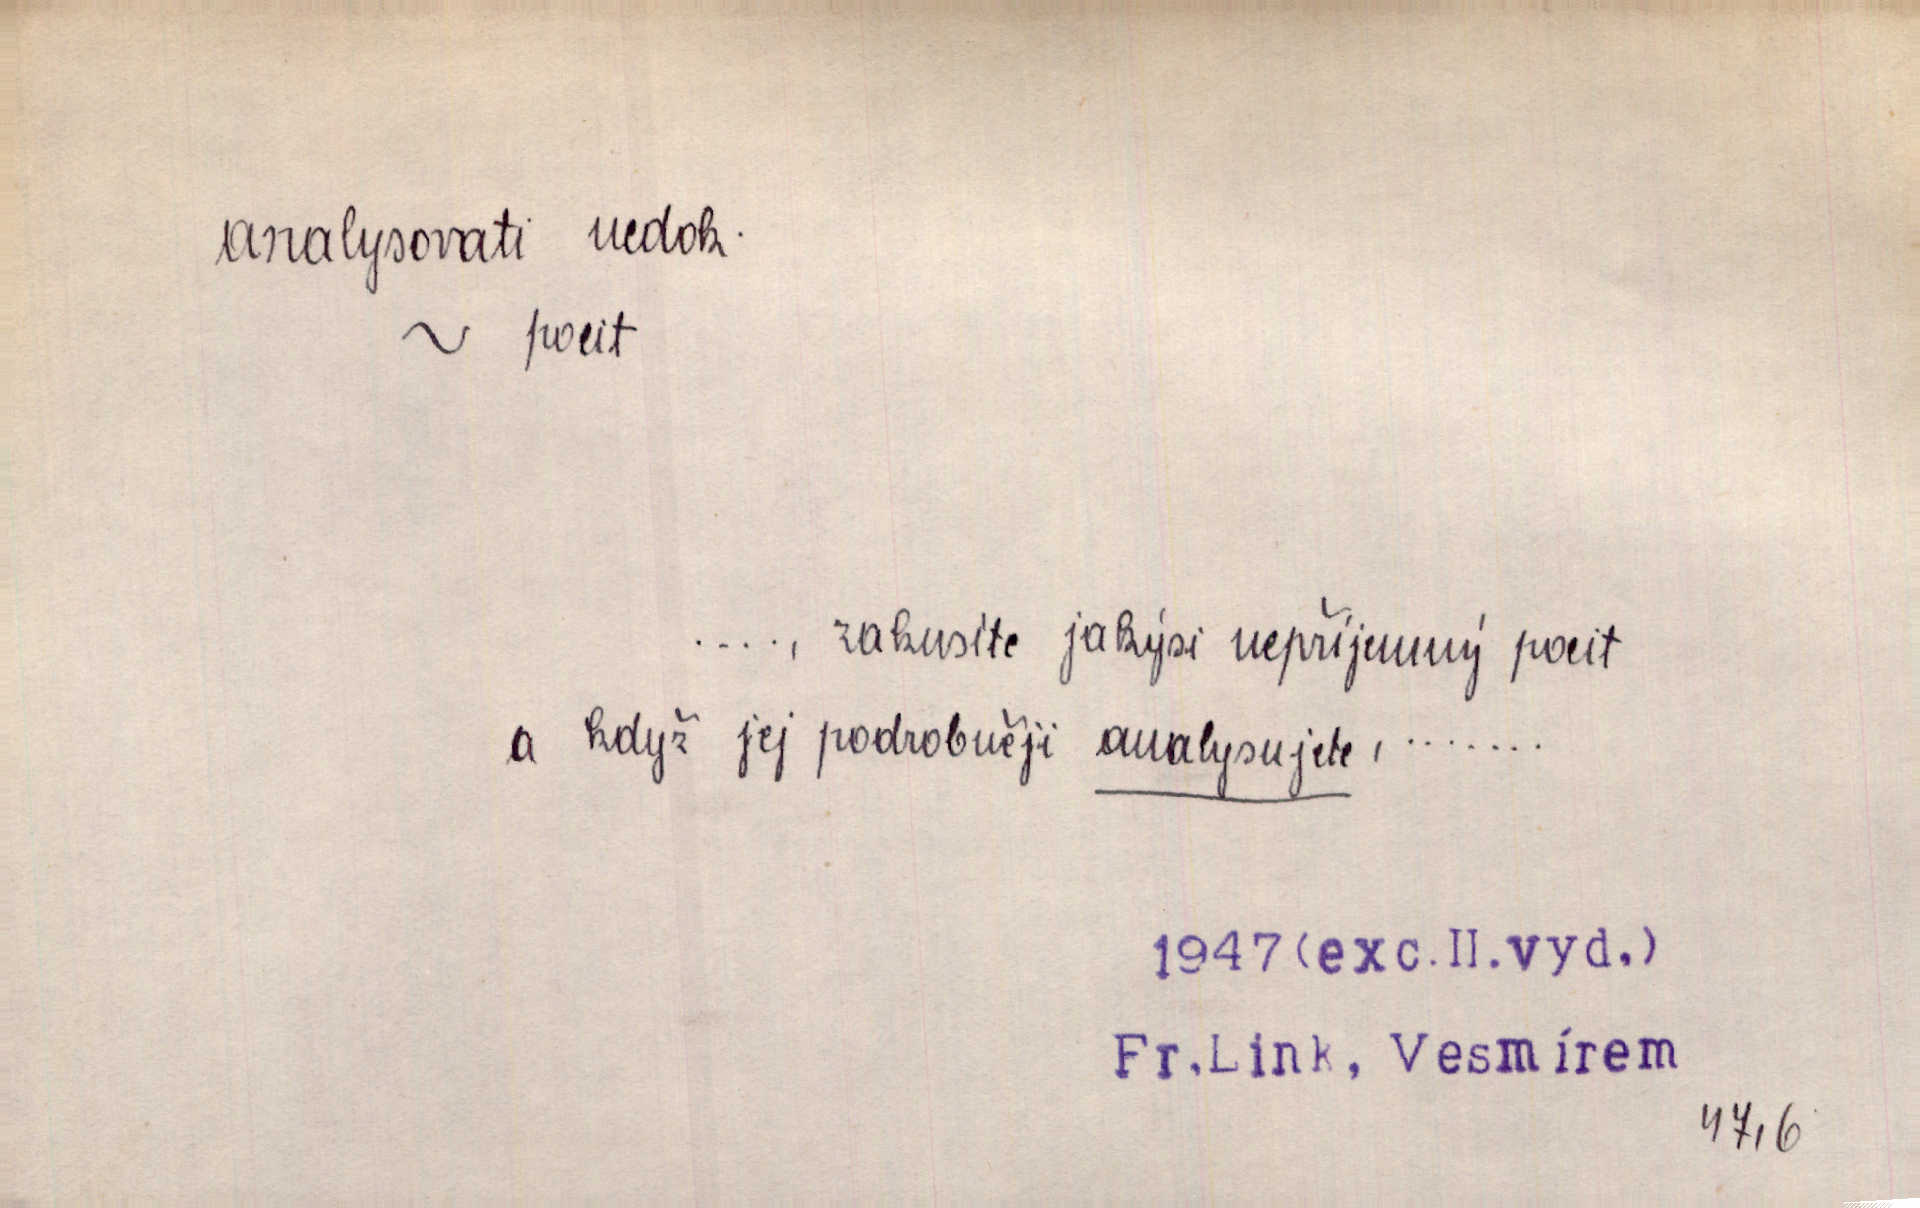 analysovati nedok.
~ pocit
...., zakusíte jakýsi nepříjemný pocit
a když jej podrobněji analysujete, .......
1947(exc.II.vyd.)
Fr.Link, Vesmírem
47,6